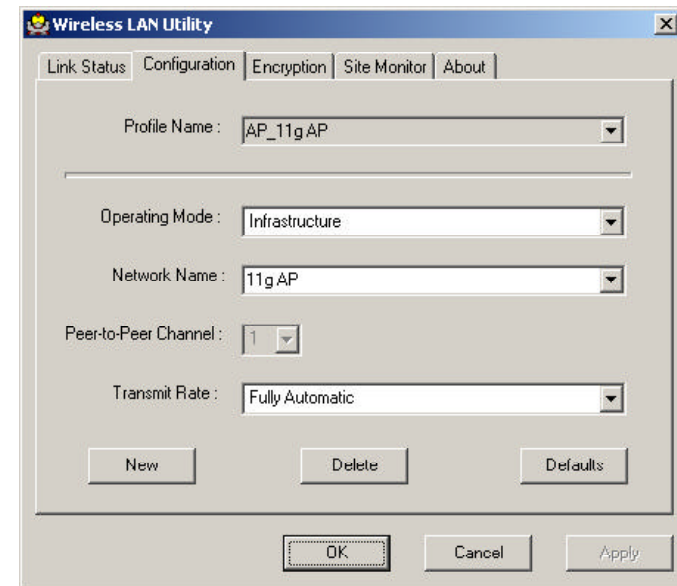 Wireless LAN Utility
Link Status Configuration Encryption Site Monitor About
Profile Name : AP_11g AP
Operating Mode : Infrastructure
Network Name : 11g AP
Peer-to-Peer Channel : 1
Transmit Rate : Fully Automatic
New Delete Defaults
OK Cancel Apply